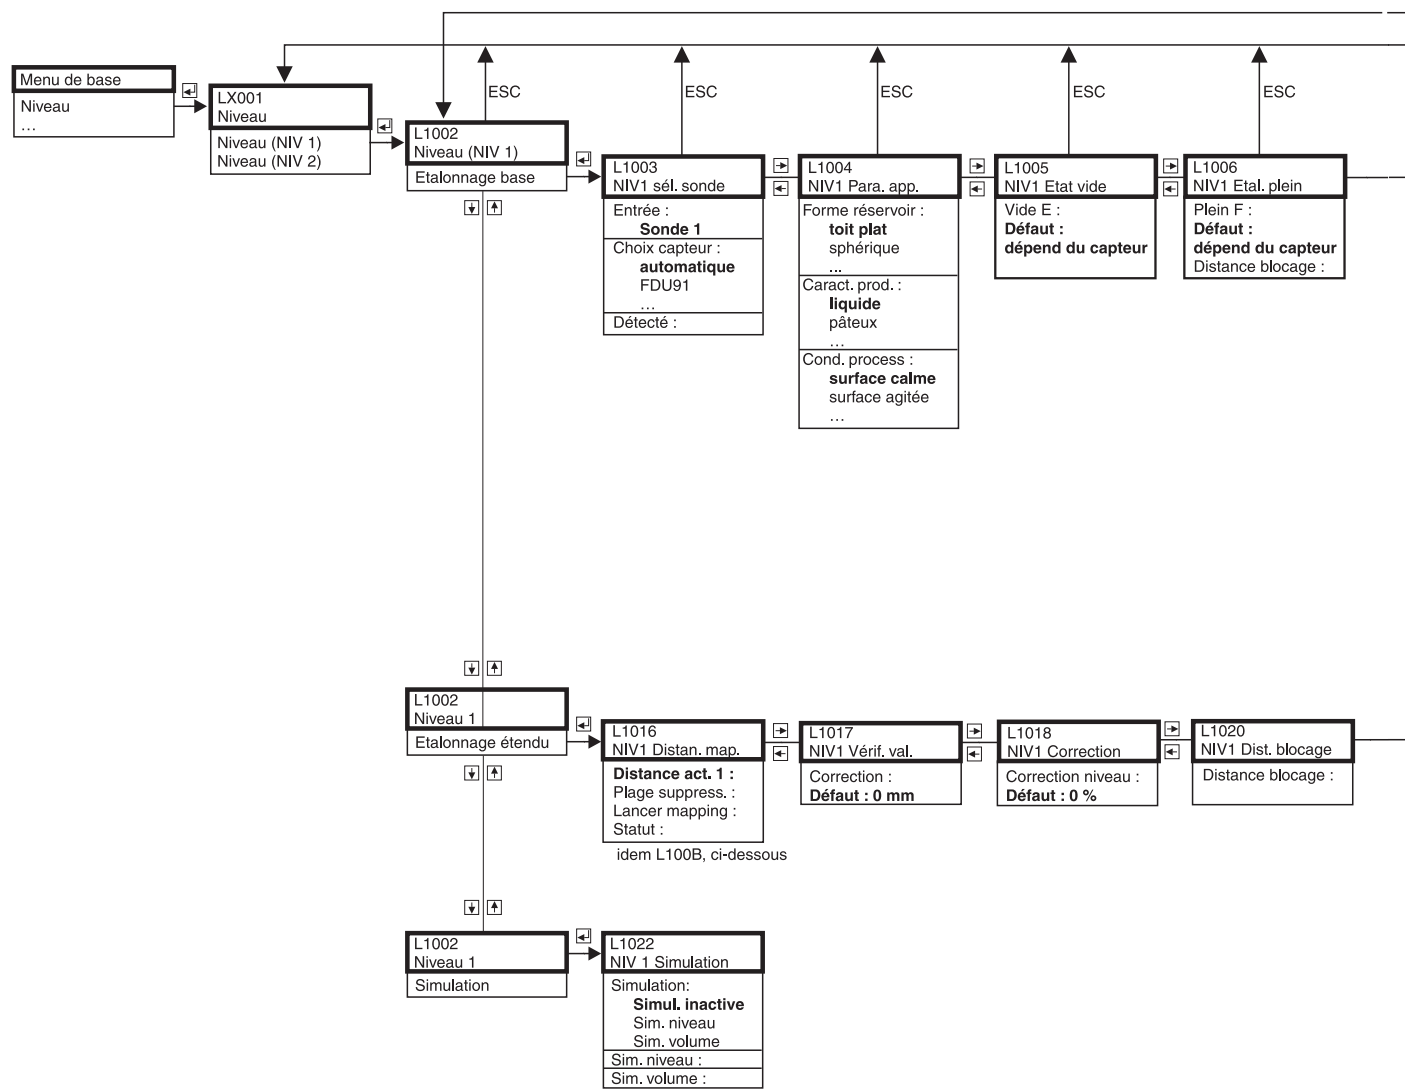 ESC
ESC
ESC
ESC
ESC
Menu de base
Niveau
...
LX001
Niveau
Niveau (NIV 1)
Niveau (NIV 2)
L1002
Niveau (NIV 1)
Etalonnage base
L1003
NIV1 sél. sonde
Entrée :
Sonde 1
Choix capteur :
automatique
FDU91
...
Détecté :
L1004
NIV1 Para. app.
Forme réservoir :
toit plat
sphérique
...
Caract. prod. :
liquide
pâteux
...
Cond. process :
surface calme
surface agitée
...
L1005
NIV1 Etat vide
Vide E :
Défaut :
dépend du capteur
L1006
NIV1 Etal. plein
Plein F :
Défaut :
dépend du capteur
Distance blocage :
L1002
Niveau 1
Etalonnage étendu
L1016
NIV1 Distan. map.
Distance act. 1 :
Plage suppress. :
Lancer mapping :
Statut :
idem L100B, ci-dessous
L1017
NIV1 Vérif. val.
Correction :
Défaut : 0 mm
L1018
NIV1 Correction
Correction niveau :
Défaut : 0 %
L1020
NIV1 Dist. blocage
Distance blocage :
L1002
Niveau 1
Simulation
L1022
NIV 1 Simulation
Simulation:
Simul. inactive
Sim. niveau
Sim. volume
Sim. niveau :
Sim. volume :